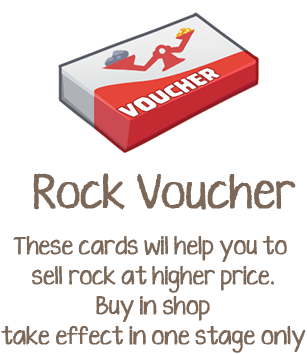 VOUCHER
Rock Voucher
These cards will help you to
sell rock at higher price.
Buy in shop
take effect in one stage only